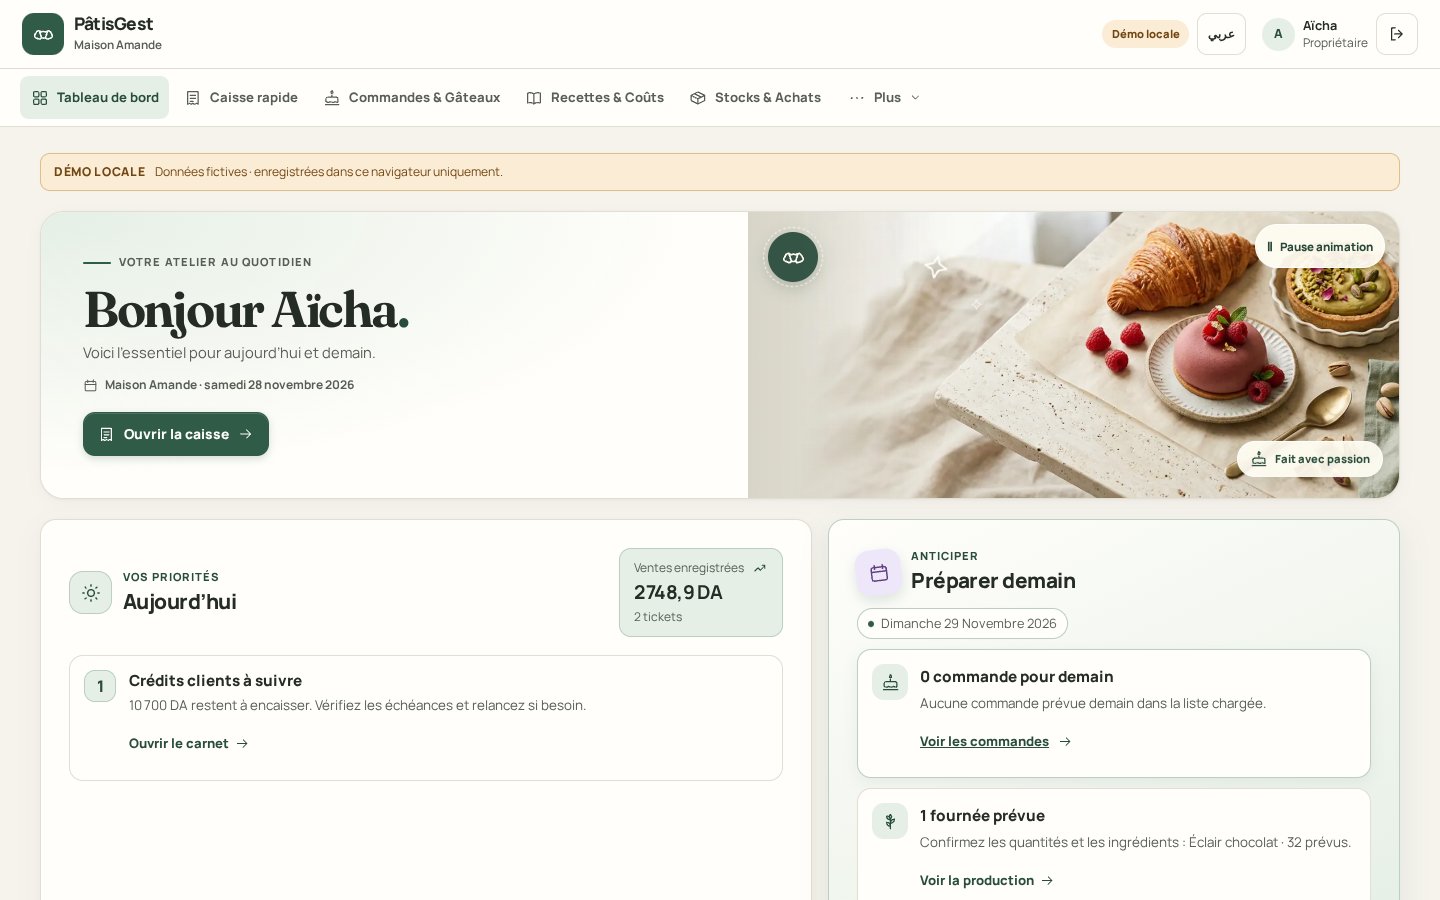 PâtisGest
Maison Amande
Démo locale
عربي
A
Aïcha
Propriétaire
Tableau de bord
Caisse rapide
Commandes & Gâteaux
Recettes & Coûts
Stocks & Achats
Plus
DÉMO LOCALE Données fictives · enregistrées dans ce navigateur uniquement.
VOTRE ATELIER AU QUOTIDIEN
Bonjour Aïcha.
Voici l’essentiel pour aujourd’hui et demain.
Maison Amande · samedi 28 novembre 2026
Ouvrir la caisse
Pause animation
Fait avec passion
VOS PRIORITÉS
Aujourd’hui
Ventes enregistrées
2748,9 DA
2 tickets
1
Crédits clients à suivre
10 700 DA restent à encaisser. Vérifiez les échéances et relancez si besoin.
Ouvrir le carnet
ANTICIPER
Préparer demain
Dimanche 29 Novembre 2026
0 commande pour demain
Aucune commande prévue demain dans la liste chargée.
Voir les commandes
1 fournée prévue
Confirmez les quantités et les ingrédients : Éclair chocolat · 32 prévus.
Voir la production